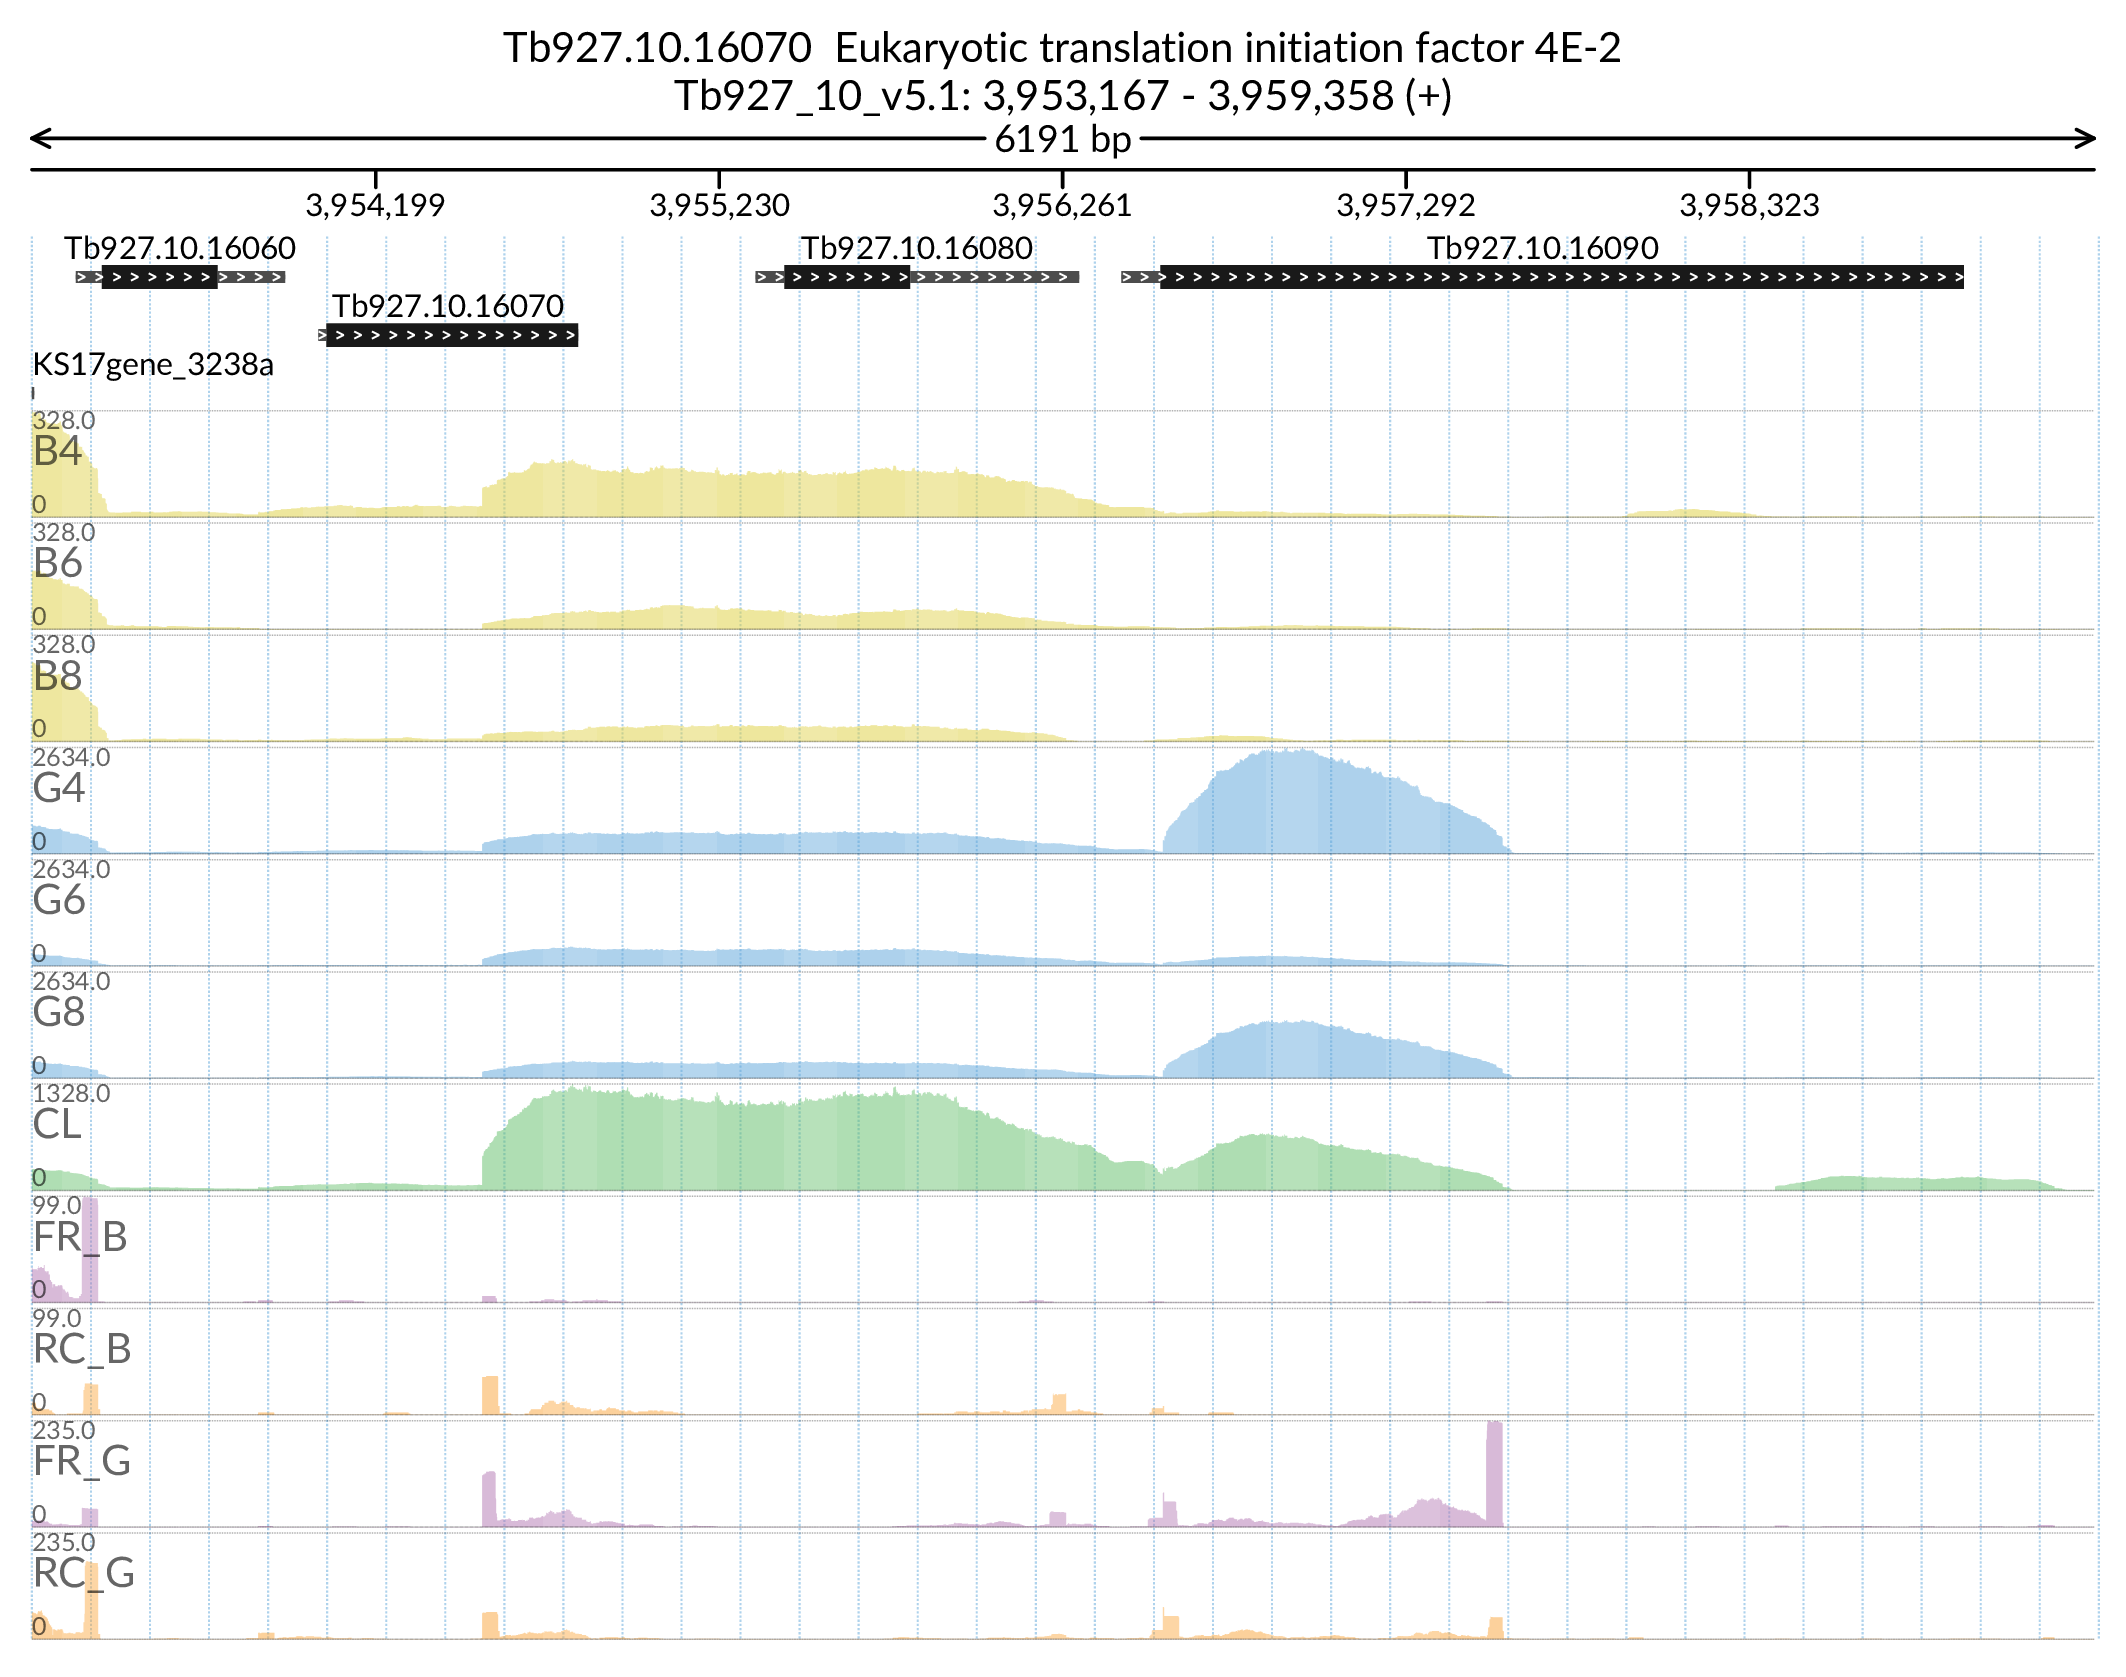 Tb927.10.16070  Eukaryotic translation initiation factor 4E-2
Tb927_10_v5.1: 3,953,167 - 3,959,358 (+)
6191 bp
3,954,199 3,955,230 3,956,261 3,957,292 3,958,323
Tb927.10.16060 Tb927.10.16080 Tb927.10.16090
Tb927.10.16070
KS17gene_3238a
328.0
B4
0
328.0
B6
0
328.0
B8
0
2634.0
G4
0
2634.0
G6
0
2634.0
G8
0
1328.0
CL
0
99.0
FR_B
0
99.0
RC_B
0
235.0
FR_G
0
235.0
RC_G
0